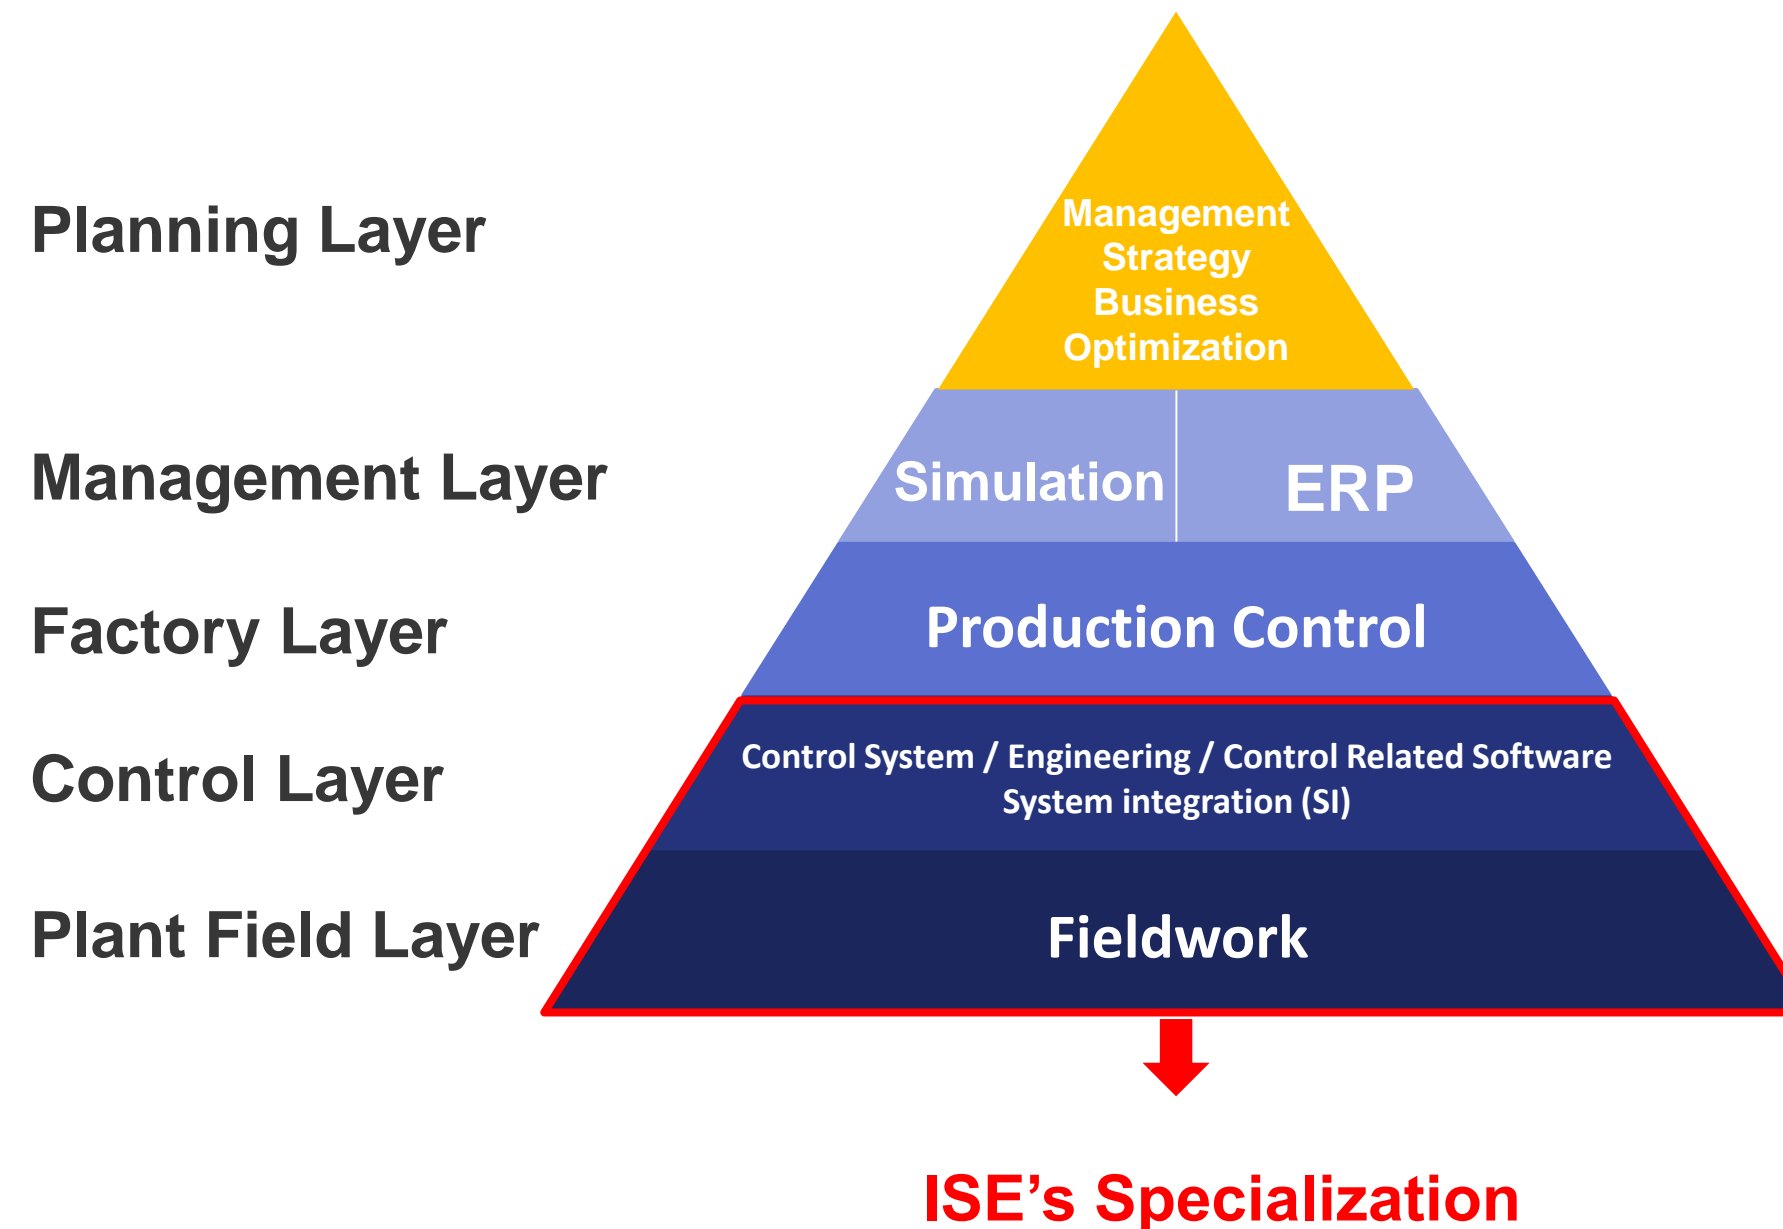 Planning Layer
Management
Strategy
Business
Optimization
Management Layer
Simulation
ERP
Factory Layer
Production Control
Control Layer
Control System / Engineering / Control Related Software
System integration (SI)
Plant Field Layer
Fieldwork
ISE’s Specialization